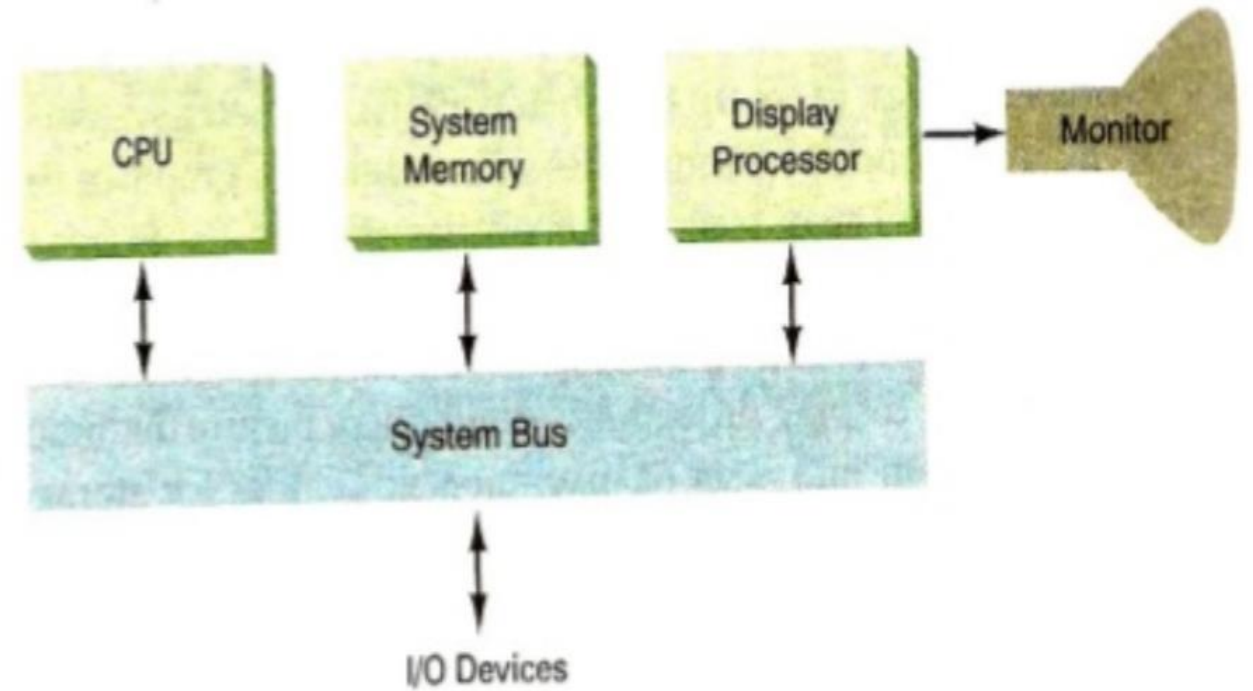 CPU
System
Memory
Display
Processor
Monitor
System Bus
I/O Devices